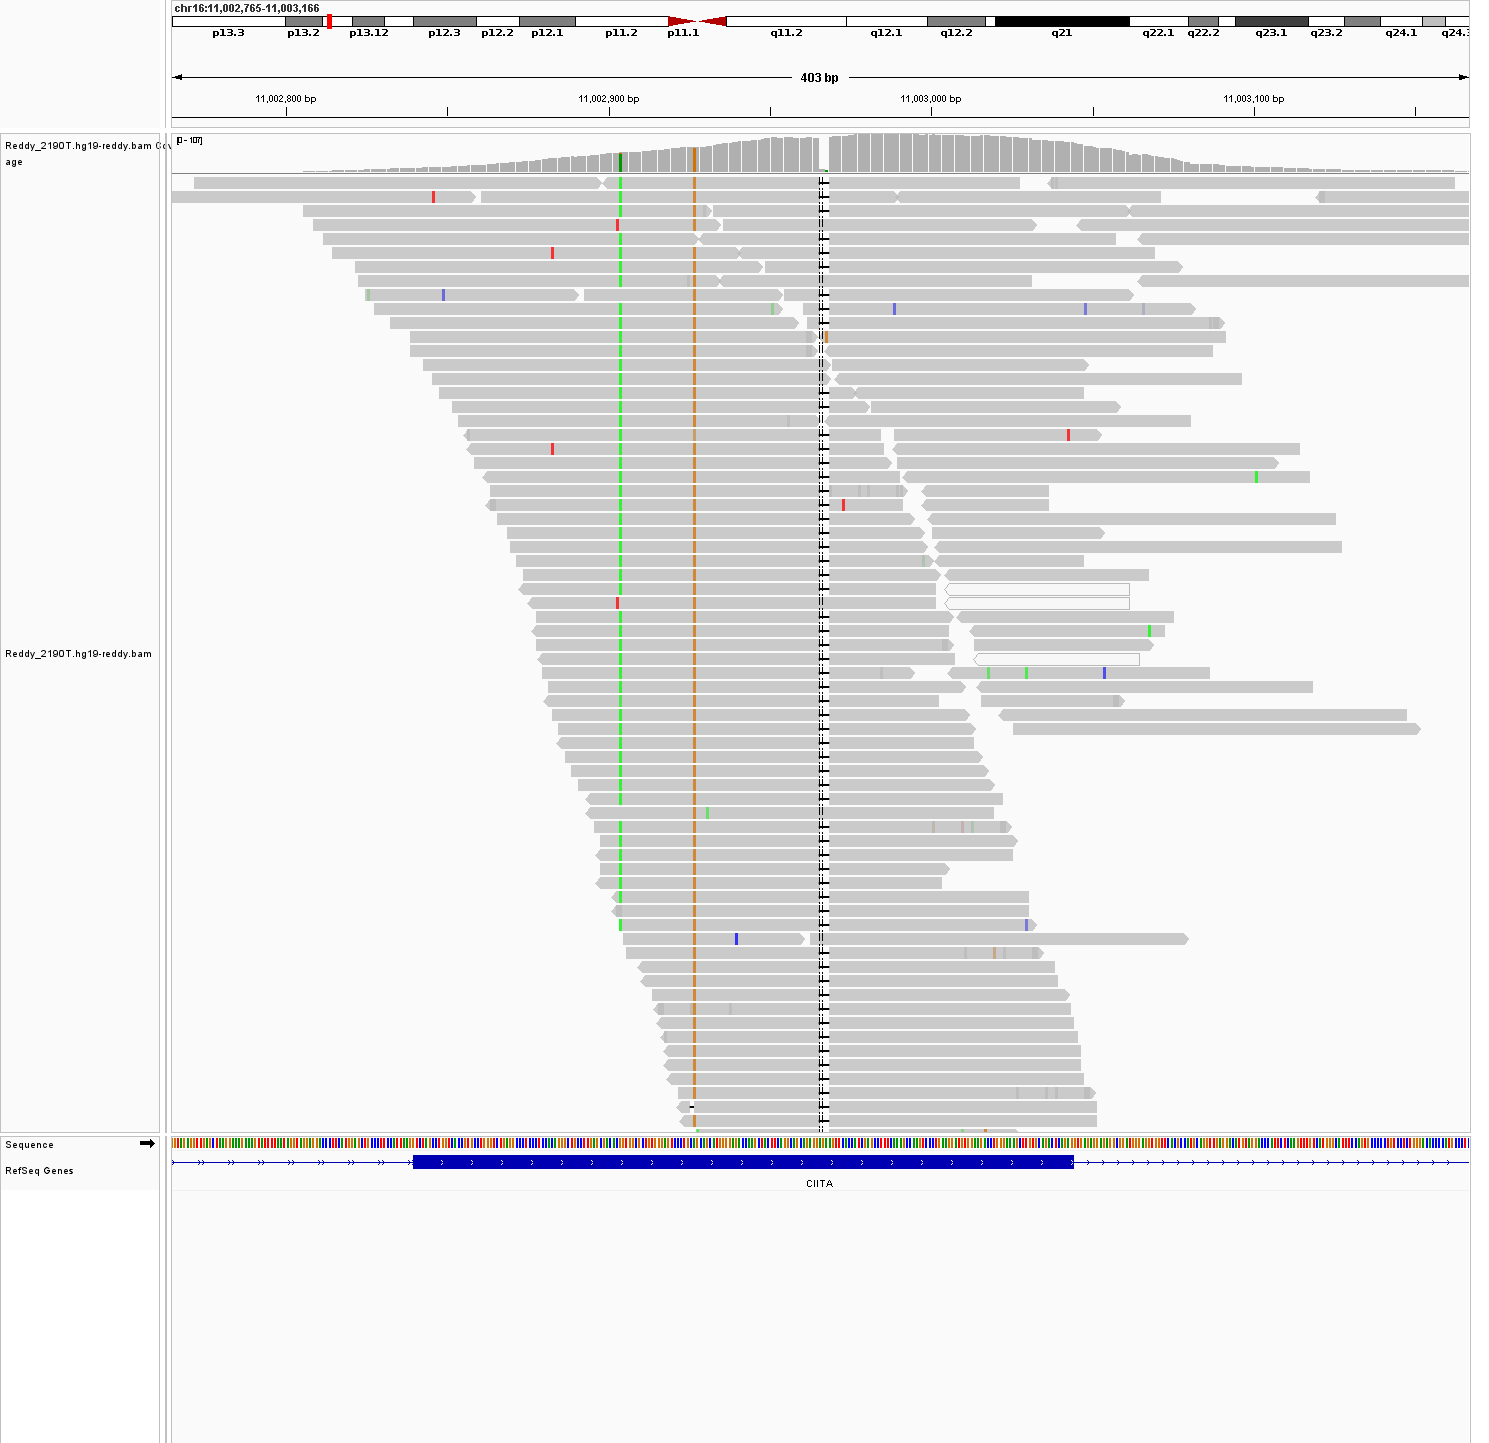 chr16:11,002,765-11,003,166
p13.3 p13.2 p13.12 p12.3 p12.2 p12.1 p11.2 p11.1 q11.2 q12.1 q12.2 q21 q22.1 q22.2 q23.1 q23.2 q24.1 q24.3
403 bp
11,002,800 bp 11,002,900 bp 11,003,000 bp 11,003,100 bp
Reddy_2190T.hg19-reddy.bam Cov
age
[0 - 107]
Reddy_2190T.hg19-reddy.bam
Sequence
RefSeq Genes
CIITA